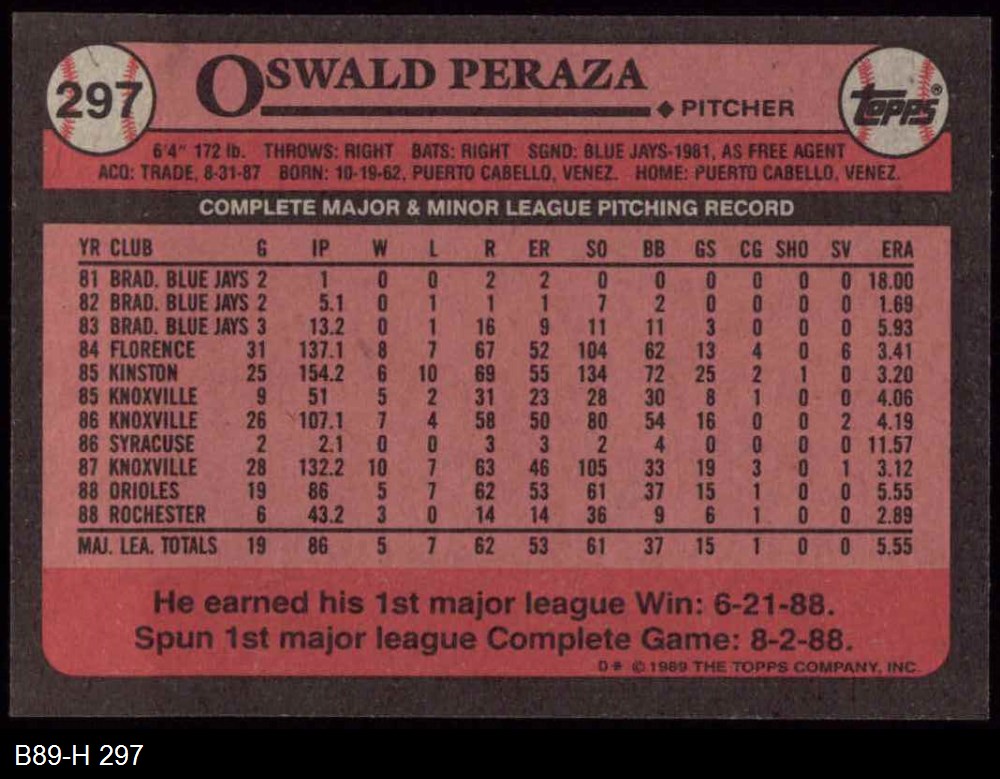 297
OSWALD PERAZA
PITCHER
TOPPS®
6'4" 172 lb. THROWS: RIGHT BATS: RIGHT SGND: BLUE JAYS-1981, AS FREE AGENT
ACQ: TRADE, 8-31-87 BORN: 10-19-62, PUERTO CABELLO, VENEZ. HOME: PUERTO CABELLO, VENEZ.
COMPLETE MAJOR & MINOR LEAGUE PITCHING RECORD
YR CLUB G IP W L R ER SO BB GS CG SHO SV ERA
81 BRAD. BLUE JAYS 2 1 0 0 2 2 0 0 0 0 0 0 18.00
82 BRAD. BLUE JAYS 2 5.1 0 1 1 1 7 2 0 0 0 0 1.69
83 BRAD. BLUE JAYS 3 13.2 0 1 16 9 11 11 3 0 0 0 5.93
84 FLORENCE 31 137.1 8 7 67 52 104 62 13 4 0 6 3.41
85 KINSTON 25 154.2 6 10 69 55 134 72 25 2 1 0 3.20
85 KNOXVILLE 9 51 5 2 31 23 28 30 8 1 0 0 4.06
86 KNOXVILLE 26 107.1 7 4 58 50 80 54 16 0 0 2 4.19
86 SYRACUSE 2 2.1 0 0 3 3 2 4 0 0 0 0 11.57
87 KNOXVILLE 28 132.2 10 7 63 46 105 33 19 3 0 1 3.12
88 ORIOLES 19 86 5 7 62 53 61 37 15 1 0 0 5.55
88 ROCHESTER 6 43.2 3 0 14 14 36 9 6 1 0 0 2.89
MAJ. LEA. TOTALS 19 86 5 7 62 53 61 37 15 1 0 0 5.55
He earned his 1st major league Win: 6-21-88.
Spun 1st major league Complete Game: 8-2-88.
D* © 1989 THE TOPPS COMPANY, INC.
B89-H 297